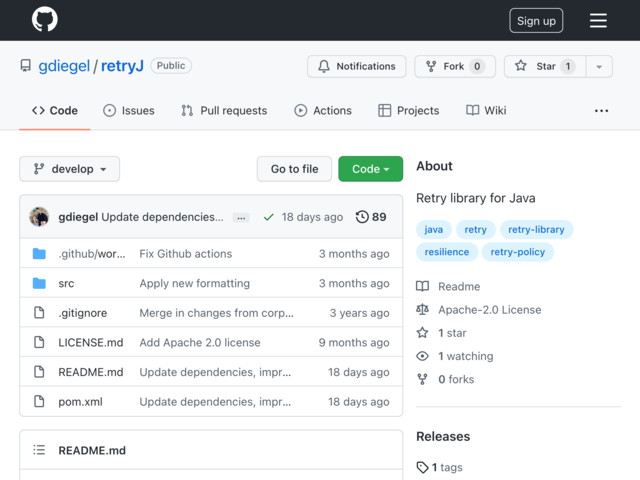 Sign up
gdiegel / retryJ Public
Notifications Fork 0 Star 1
Code Issues Pull requests Actions Projects Wiki ...
develop Go to file Code
gdiegel Update dependencies... ... 18 days ago 89
.github/wor... Fix Github actions 3 months ago
src Apply new formatting 3 months ago
.gitignore Merge in changes from corp... 3 years ago
LICENSE.md Add Apache 2.0 license 9 months ago
README.md Update dependencies, impr... 18 days ago
pom.xml Update dependencies, impr... 18 days ago
README.md
About
Retry library for Java
java retry retry-library
resilience retry-policy
Readme
Apache-2.0 License
1 star
1 watching
0 forks
Releases
1 tags